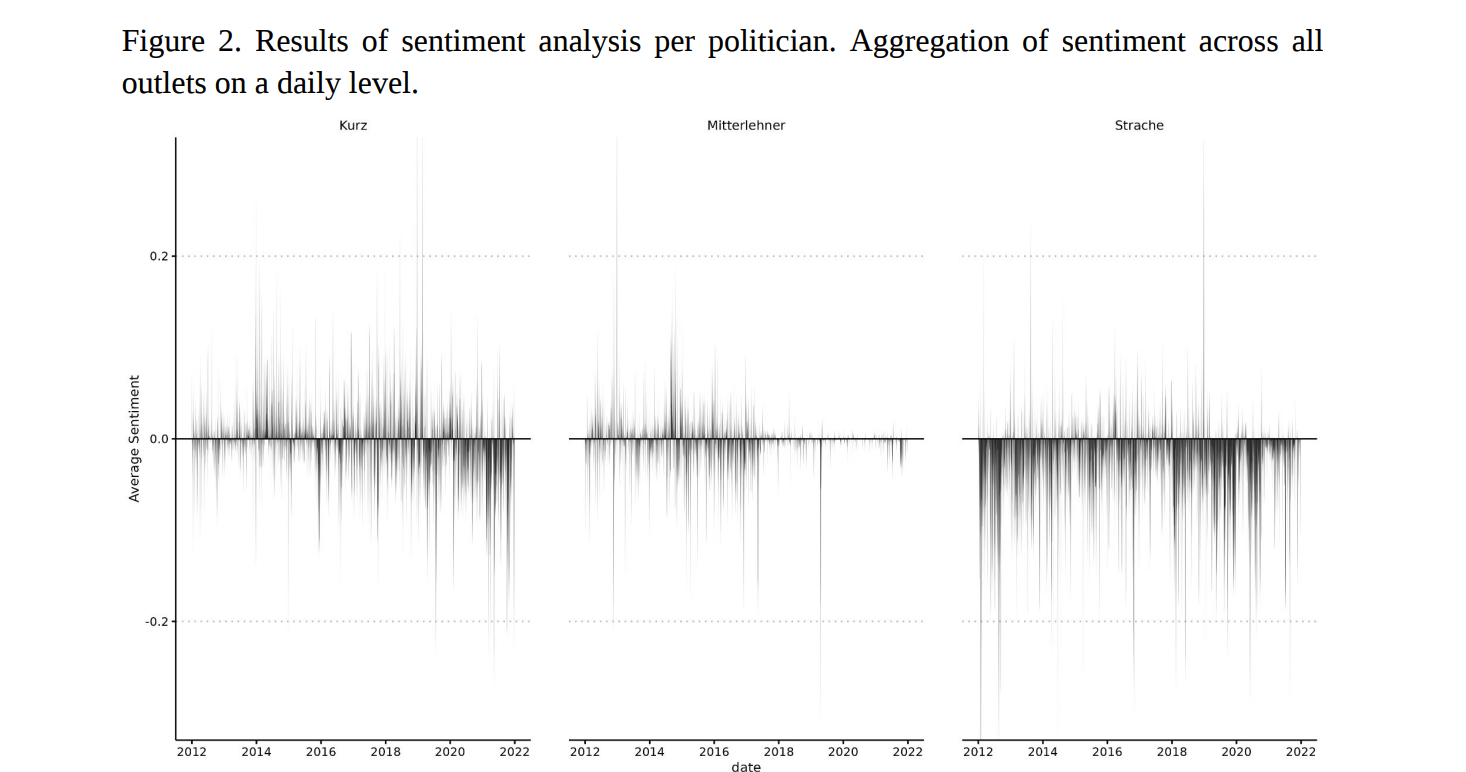 Figure 2. Results of sentiment analysis per politician. Aggregation of sentiment across all
outlets on a daily level.
Kurz
Mitterlehner
Strache
Average Sentiment
0.2
0.0
-0.2
2012 2014 2016 2018 2020 2022
2012 2014 2016 2018 2020 2022
2012 2014 2016 2018 2020 2022
date